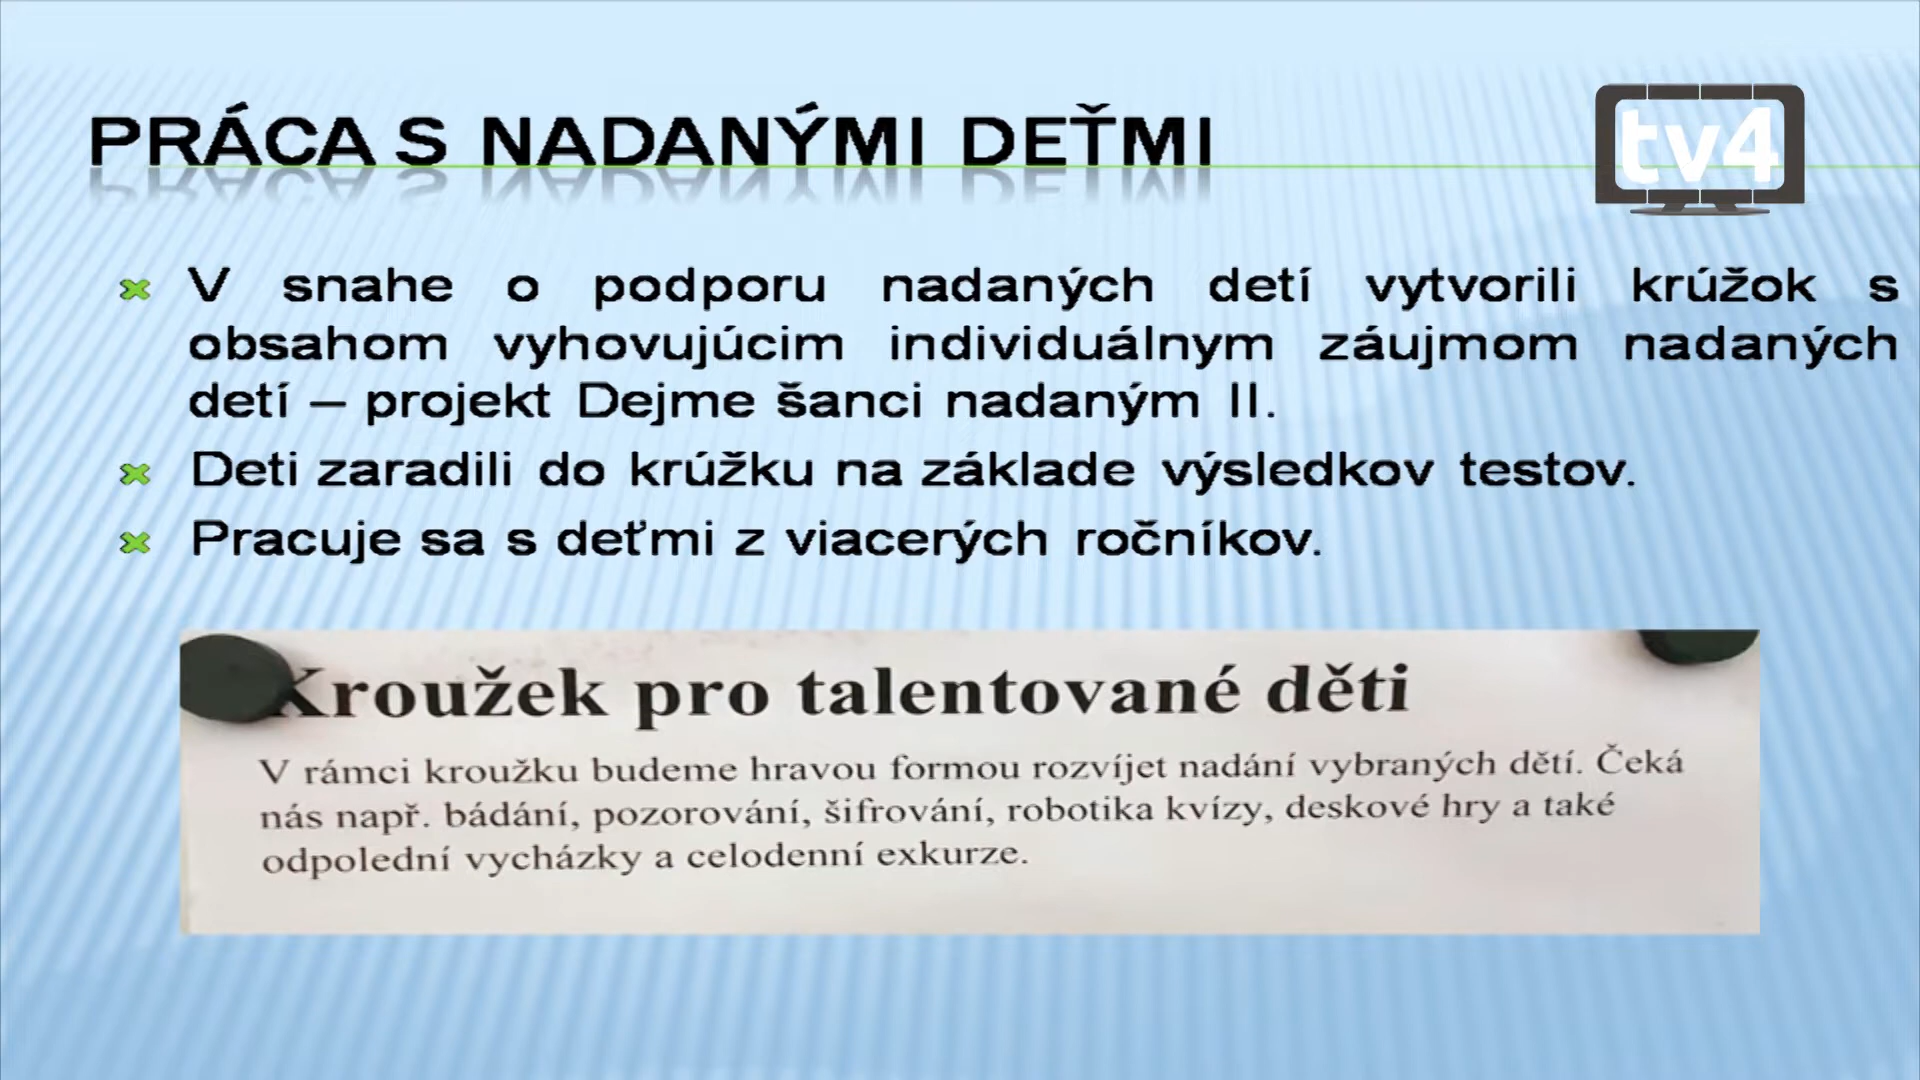 PRÁCA S NADANÝMI DEŤMI
tv4
V snahe o podporu nadaných detí vytvorili krúžok s
obsahom vyhovujúcim individuálnym záujmom nadaných
detí – projekt Dejme šanci nadaným II.
Deti zaradili do krúžku na základe výsledkov testov.
Pracuje sa s deťmi z viacerých ročníkov.
Kroužek pro talentované děti
V rámci kroužku budeme hravou formou rozvíjet nadání vybraných dětí. Čeká
nás např. bádání, pozorování, šifrování, robotika kvízy, deskové hry a také
odpolední vycházky a celodenní exkurze.